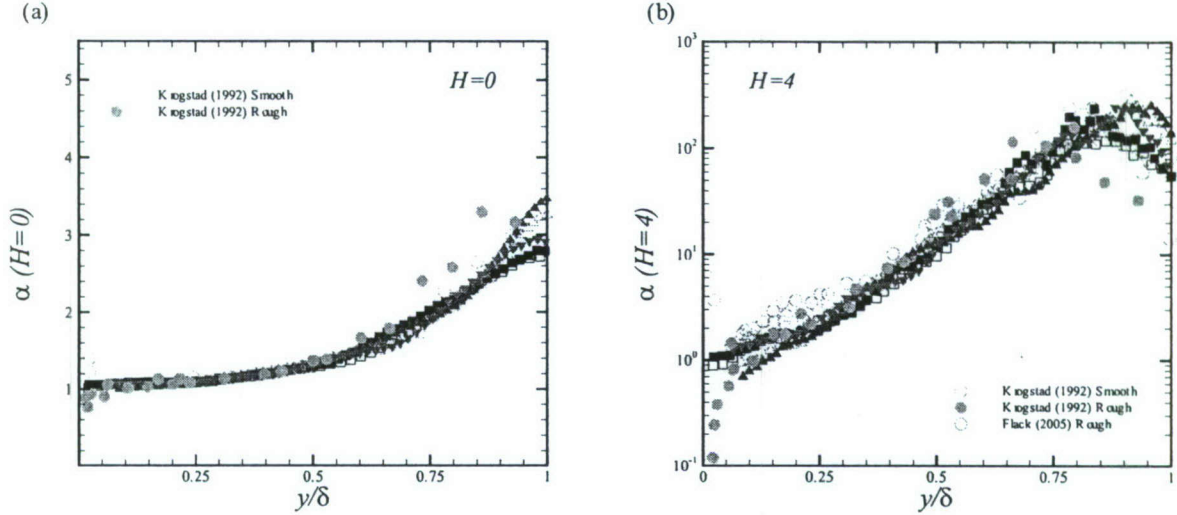 (a)
H=0
Krogstad (1992) Smooth
Krogstad (1992) Rough
5
4
3
2
1
0.25
0.5
0.75
1
α (H=0)
y/δ
(b)
H=4
10³
10²
10¹
10⁰
10⁻¹
Krogstad (1992) Smooth
Krogstad (1992) Rough
Flack (2005) Rough
0
0.25
0.5
0.75
1
α (H=4)
y/δ